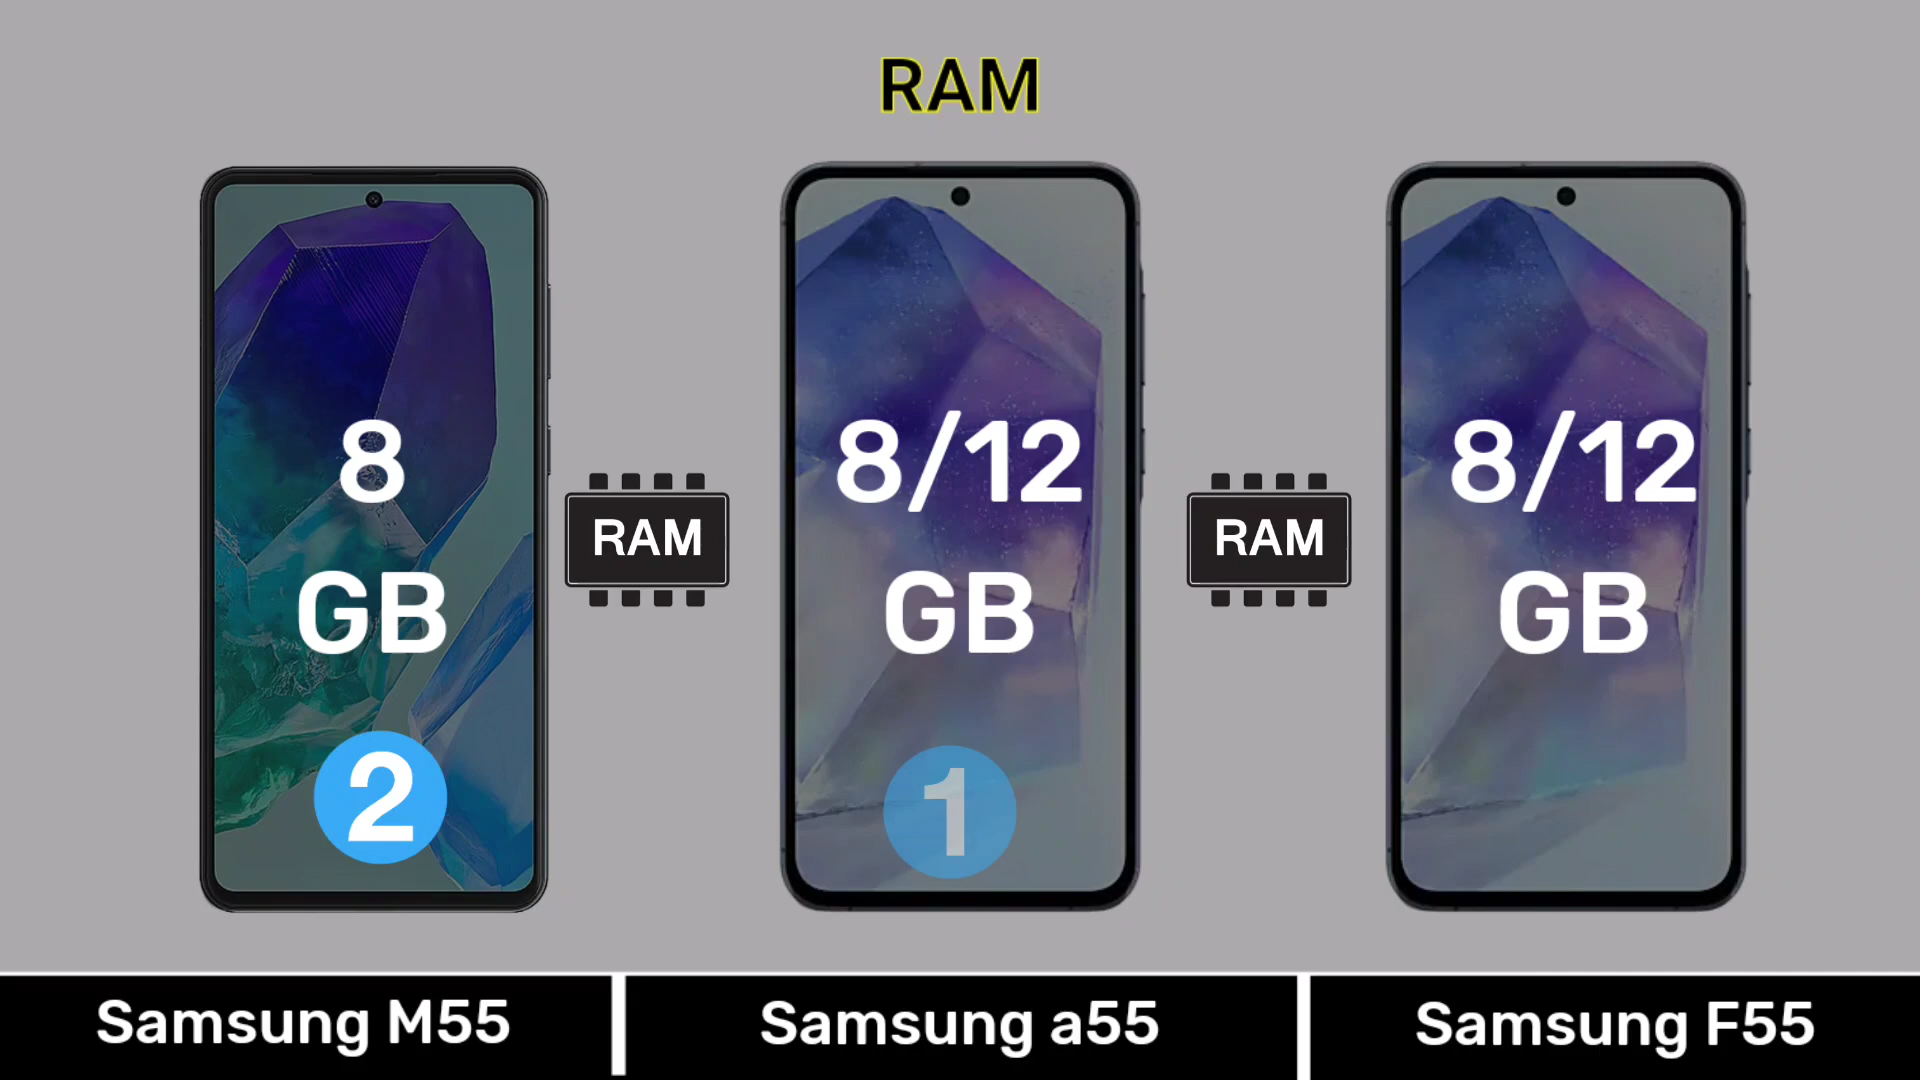 RAM
8
GB
2
RAM
8/12
GB
1
RAM
8/12
GB
Samsung M55
Samsung a55
Samsung F55